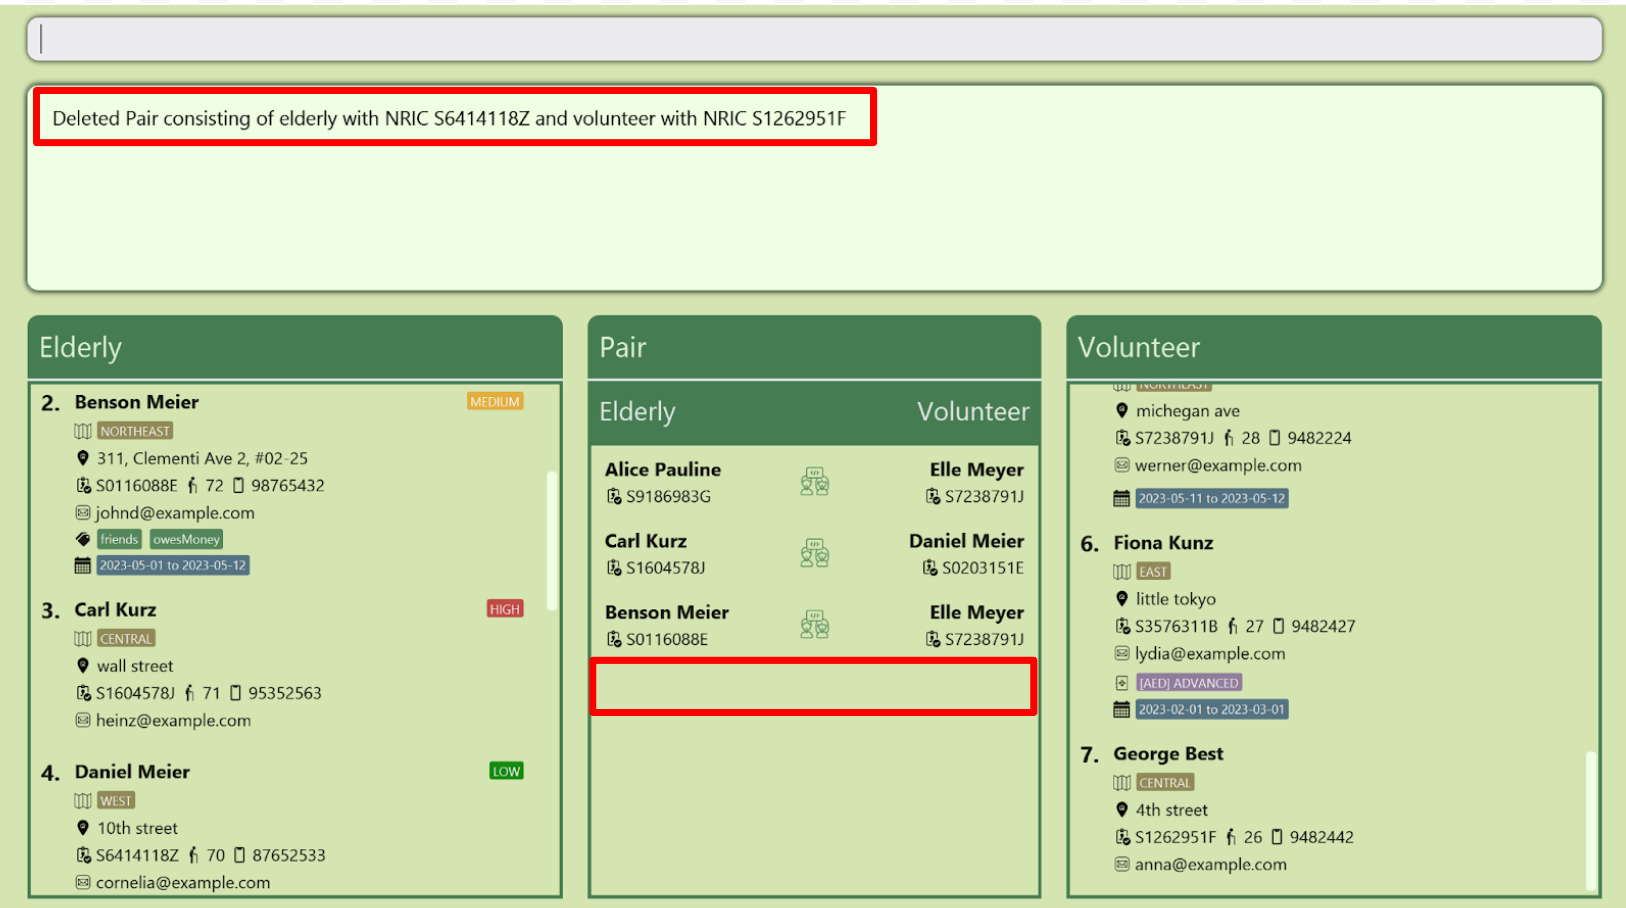 Deleted Pair consisting of elderly with NRIC S6414118Z and volunteer with NRIC S1262951F
Elderly
2. Benson Meier MEDIUM
NORTHEAST
311, Clementi Ave 2, #02-25
S0116088E 72 98765432
johnd@example.com
friends owesMoney
2023-05-01 to 2023-05-12
3. Carl Kurz HIGH
CENTRAL
wall street
S1604578J 71 95352563
heinz@example.com
4. Daniel Meier LOW
WEST
10th street
S6414118Z 70 87652533
cornelia@example.com
Pair
Elderly Volunteer
Alice Pauline Elle Meyer
S9186983G S7238791J
Carl Kurz Daniel Meier
S1604578J S0203151E
Benson Meier Elle Meyer
S0116088E S7238791J
Volunteer
NORTHEAST
michegan ave
S7238791J 28 9482224
werner@example.com
2023-05-11 to 2023-05-12
6. Fiona Kunz
EAST
little tokyo
S3576311B 27 9482427
lydia@example.com
[AED] ADVANCED
2023-02-01 to 2023-03-01
7. George Best
CENTRAL
4th street
S1262951F 26 9482442
anna@example.com